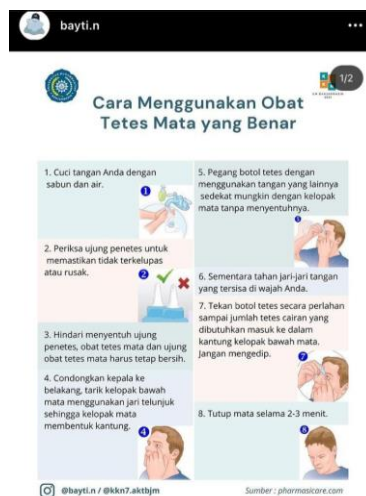 bayti.n
1/2
Cara Menggunakan Obat
Tetes Mata yang Benar
1. Cuci tangan Anda dengan
sabun dan air.
1
2. Periksa ujung penetes untuk
memastikan tidak terkelupas
atau rusak.
2
3. Hindari menyentuh ujung
penetes, obat tetes mata dan ujung
obat tetes mata harus tetap bersih.
4. Condongkan kepala ke
belakang, tarik kelopak bawah
mata menggunakan jari telunjuk
sehingga kelopak mata
membentuk kantung.
4
5. Pegang botol tetes dengan
menggunakan tangan yang lainnya
sedekat mungkin dengan kelopak
mata tanpa menyentuhnya.
6. Sementara tahan jari-jari tangan
yang tersisa di wajah Anda.
7. Tekan botol tetes secara perlahan
sampai jumlah tetes cairan yang
dibutuhkan masuk ke dalam
kantung kelopak bawah mata.
Jangan mengedip.
7
8. Tutup mata selama 2-3 menit.
8
@bayti.n / @kkn7.aktbjm
Sumber : pharmasicare.com